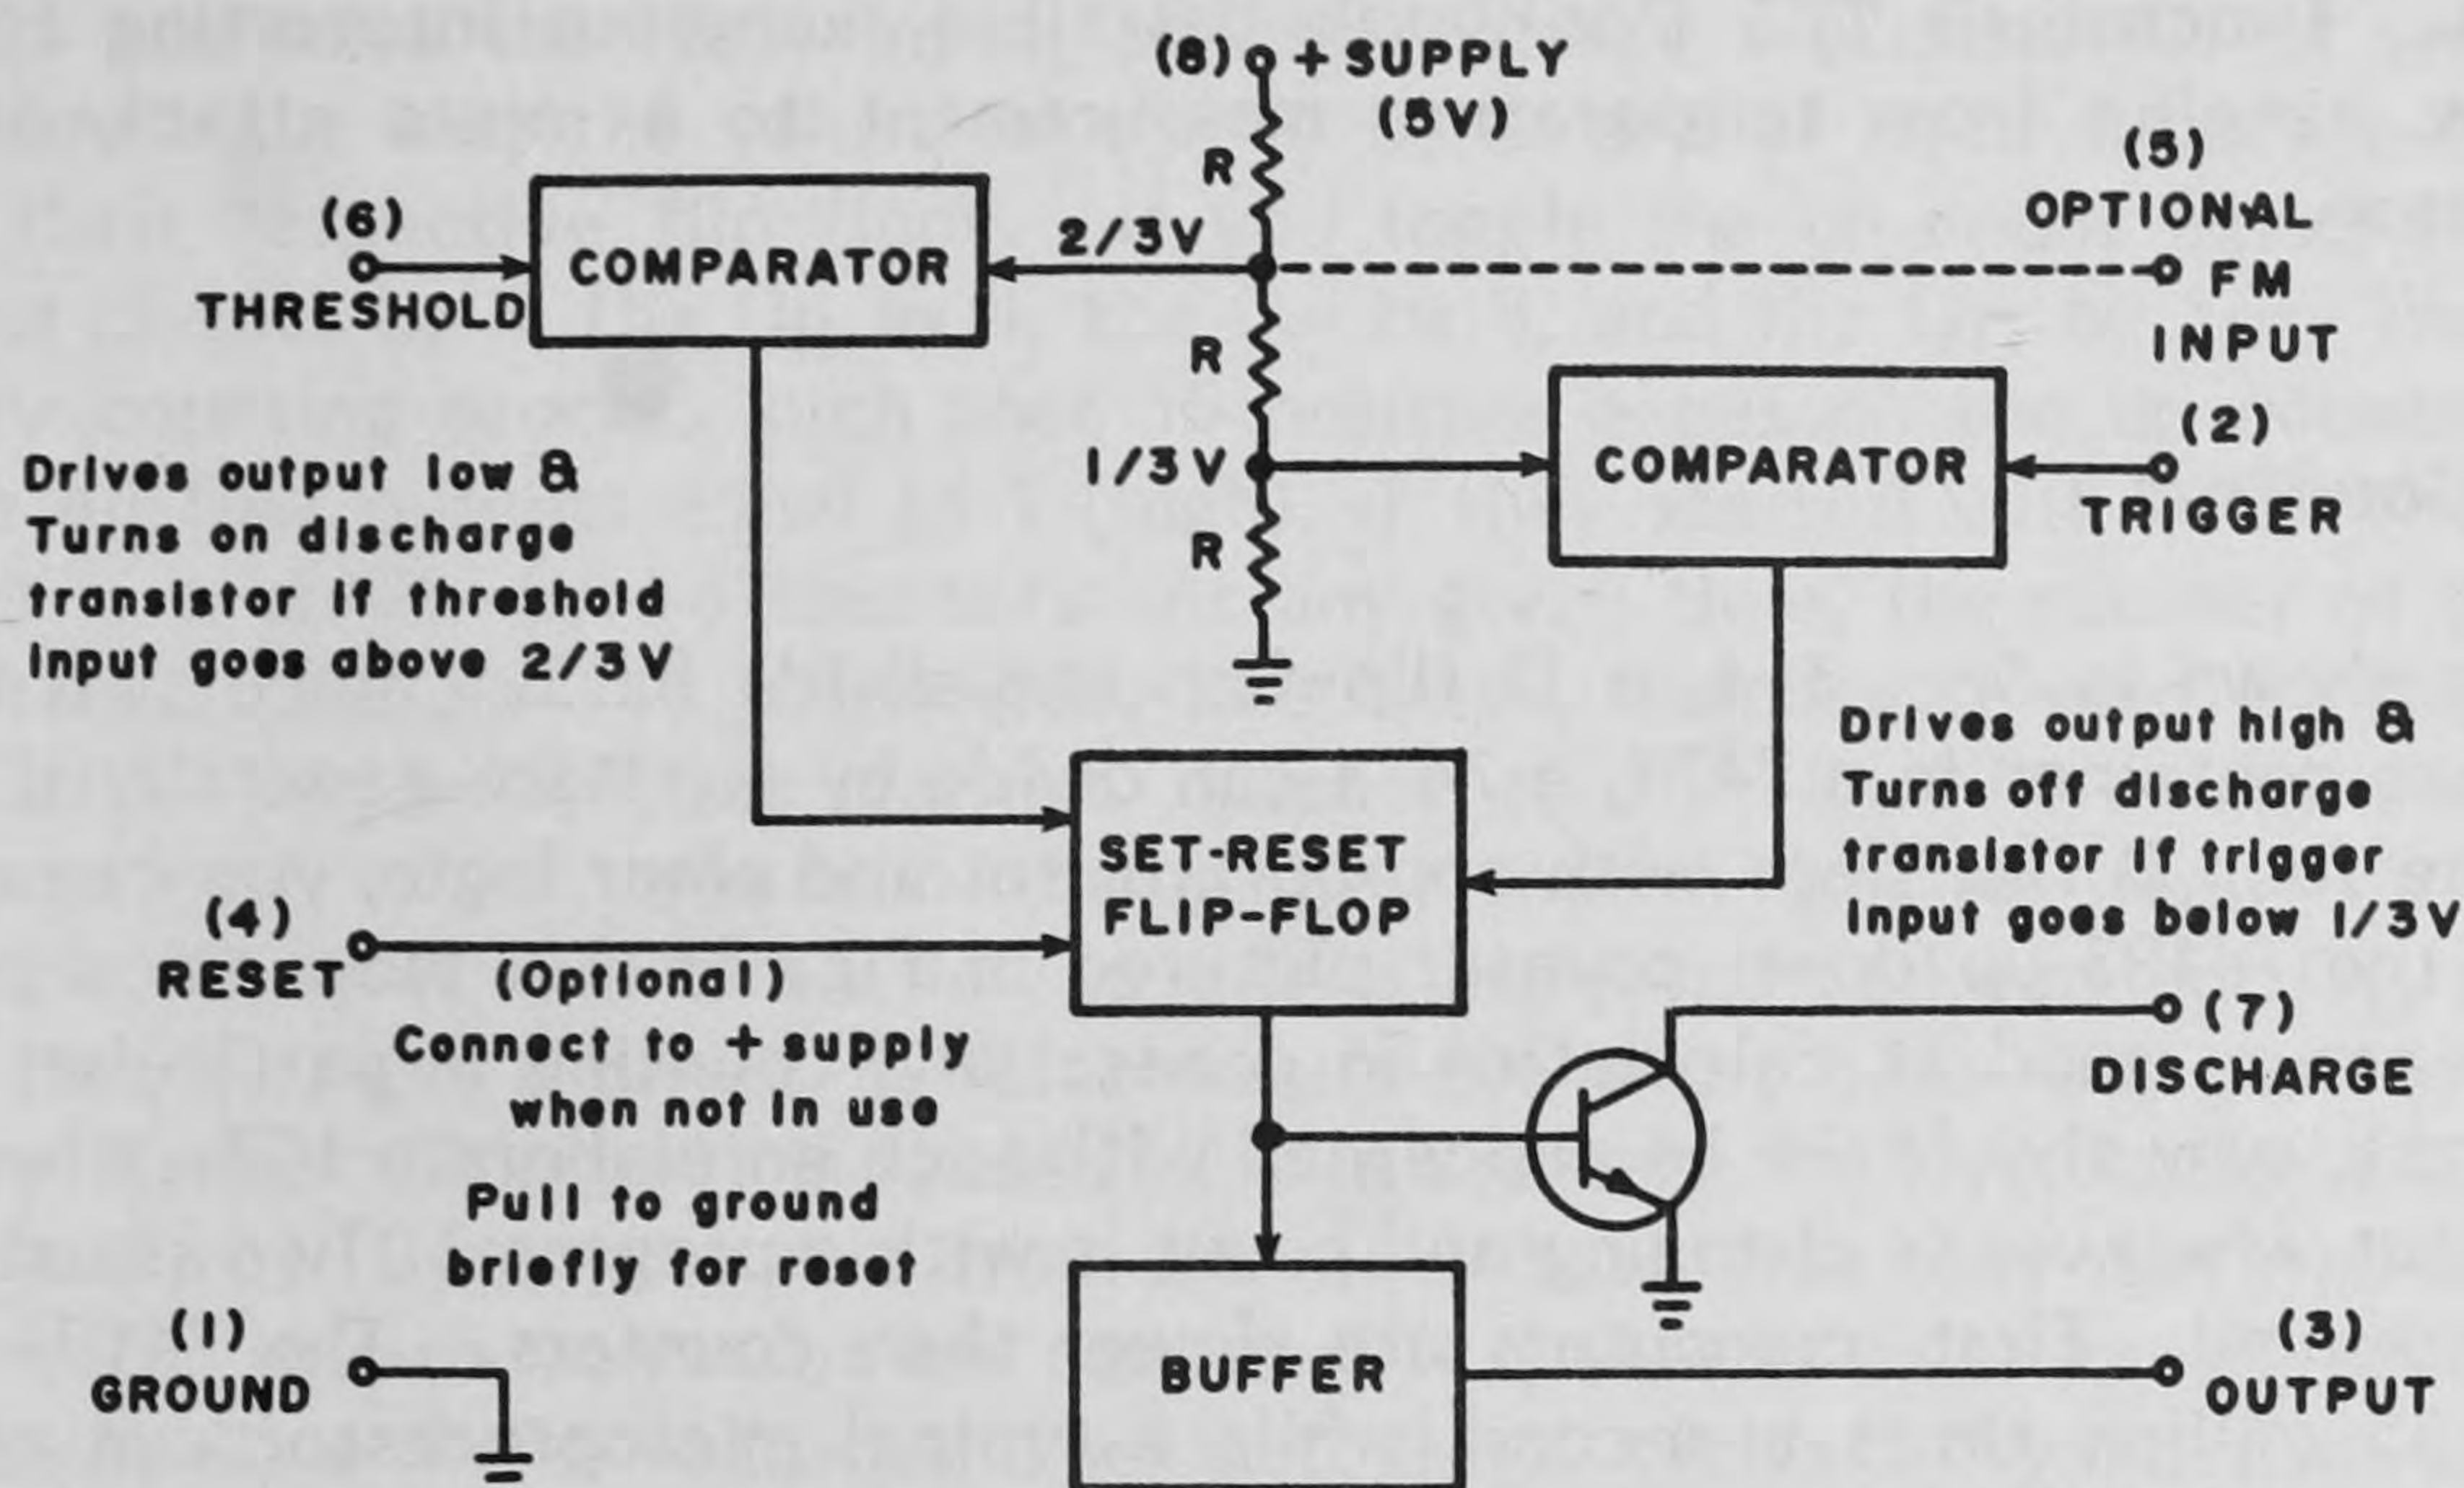 (8) + SUPPLY
(5V)
R
(5)
OPTIONAL
FM
INPUT
(6)
THRESHOLD
COMPARATOR
2/3V
R
(2)
TRIGGER
COMPARATOR
1/3V
R
Drives output low &
Turns on discharge
transistor if threshold
input goes above 2/3V
Drives output high &
Turns off discharge
transistor if trigger
input goes below 1/3V
SET-RESET
FLIP-FLOP
(4)
RESET
(Optional)
Connect to + supply
when not in use
Pull to ground
briefly for reset
(7)
DISCHARGE
(1)
GROUND
BUFFER
(3)
OUTPUT